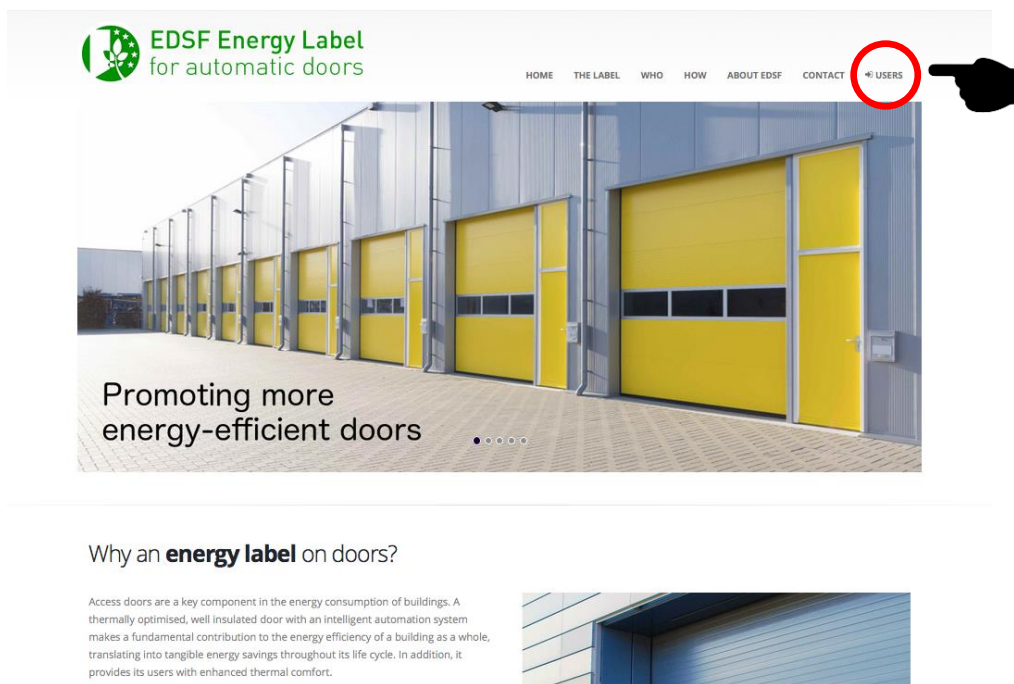 EDSF Energy Label
for automatic doors
HOME THE LABEL WHO HOW ABOUT EDSF CONTACT USERS
Promoting more
energy-efficient doors
Why an energy label on doors?
Access doors are a key component in the energy consumption of buildings. A
thermally optimised, well insulated door with an intelligent automation system
makes a fundamental contribution to the energy efficiency of a building as a whole,
translating into tangible energy savings throughout its life cycle. In addition, it
provides its users with enhanced thermal comfort.